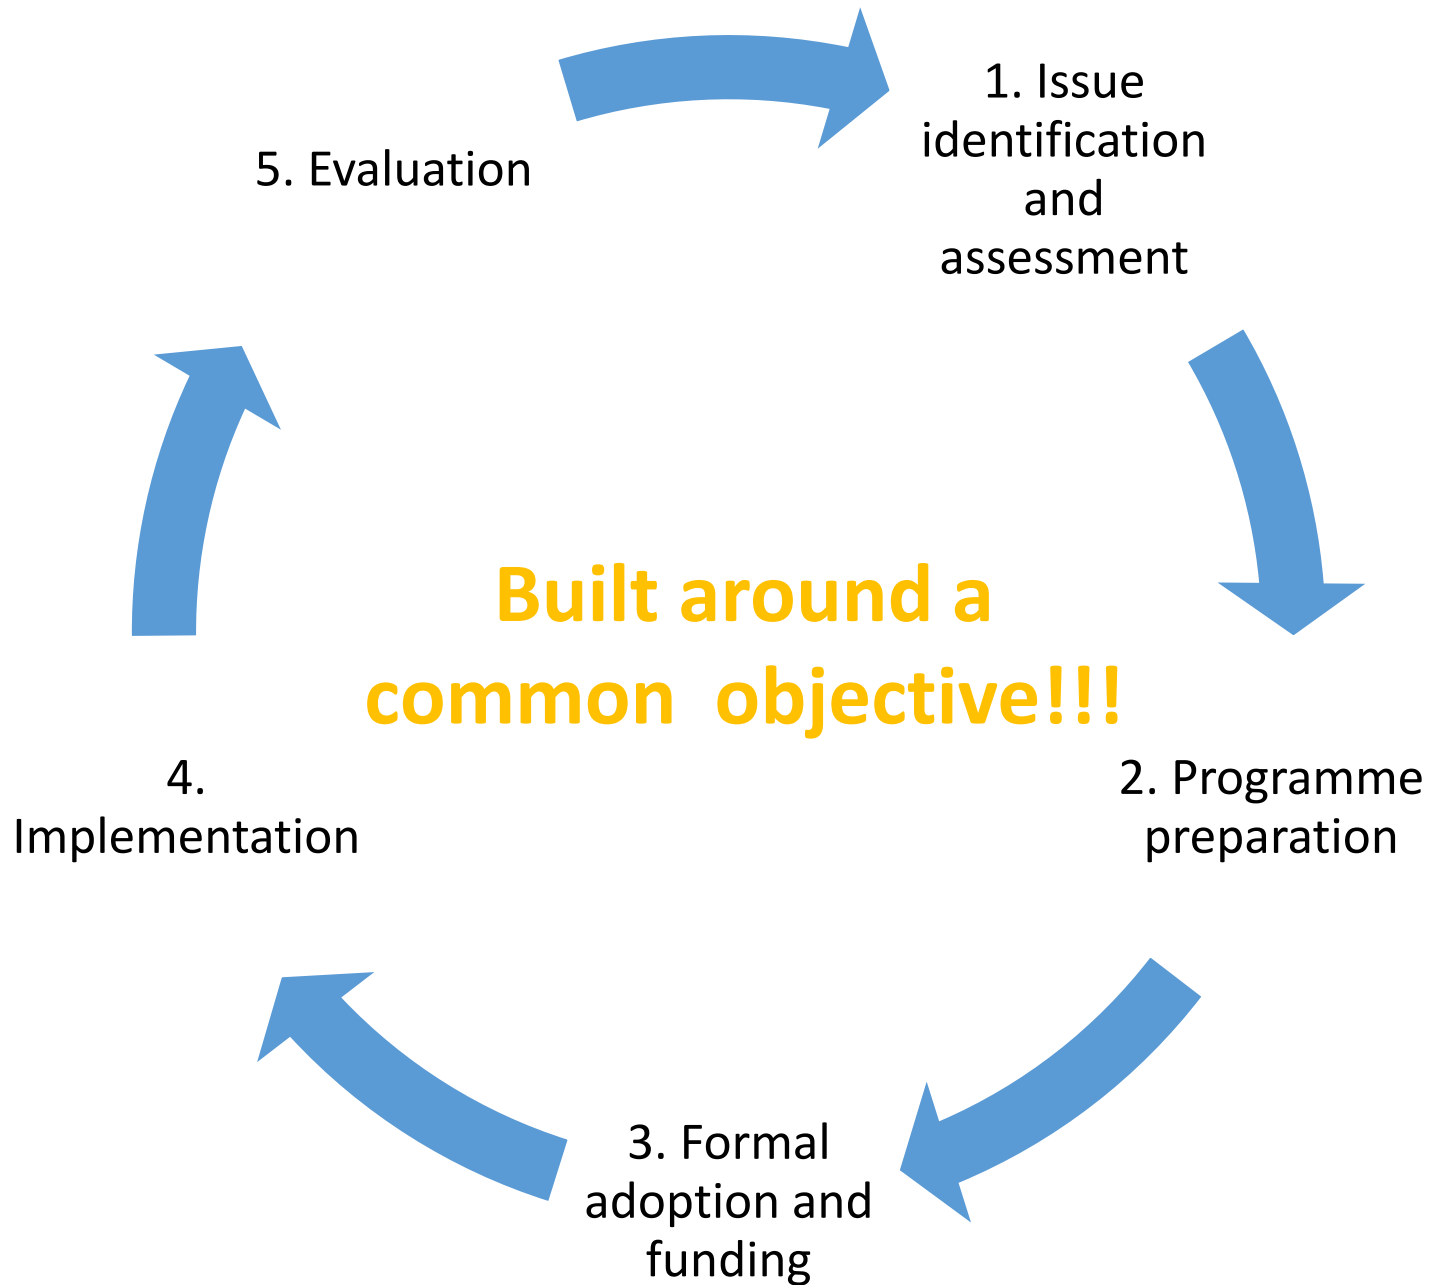 1. Issue
identification
and
assessment
2. Programme
preparation
3. Formal
adoption and
funding
4.
Implementation
5. Evaluation
Built around a
common  objective!!!